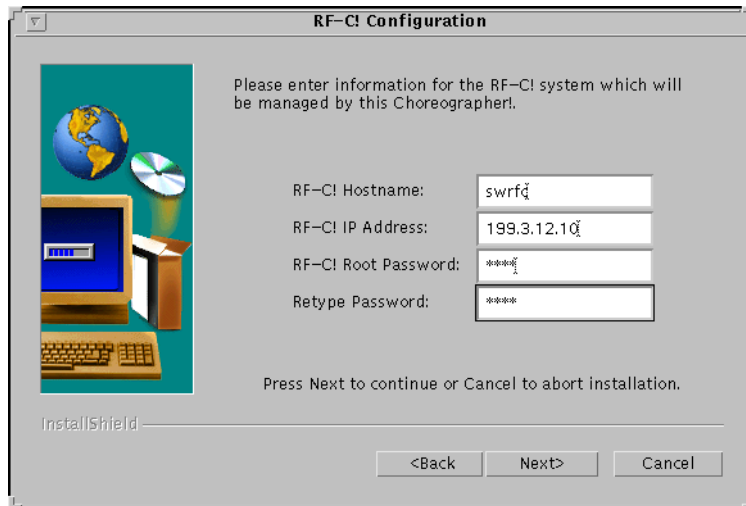 RF-C! Configuration
Please enter information for the RF-C! system which will
be managed by this Choreographer!.
RF-C! Hostname: swrfc
RF-C! IP Address: 199.3.12.10
RF-C! Root Password: ****
Retype Password: ****
Press Next to continue or Cancel to abort installation.
InstallShield
<Back Next> Cancel